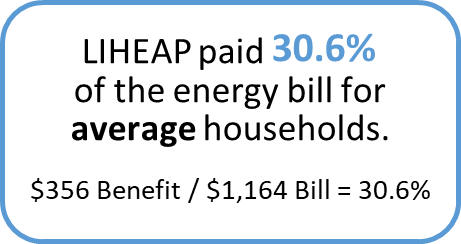 LIHEAP paid 30.6%
of the energy bill for
average households.
$356 Benefit / $1,164 Bill = 30.6%